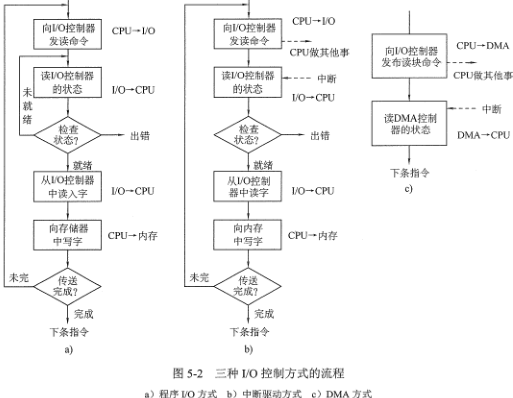 向I/O控制器
发读命令
CPU→I/O
读I/O控制器
的状态
I/O→CPU
未
就
绪
检查
状态?
出错
就绪
从I/O控制器
中读入字
I/O→CPU
向存储器
中写字
CPU→内存
未完
传送
完成?
完成
下条指令
a)
向I/O控制器
发读命令
CPU→I/O
CPU做其他事
读I/O控制器
的状态
中断
I/O→CPU
检查
状态?
出错
就绪
从I/O控制
器中读字
I/O→CPU
向内存
中写字
CPU→内存
未完
传送
完成?
完成
下条指令
b)
向I/O控制器
发布读块命令
CPU→DMA
CPU做其他事
读DMA控制
器的状态
中断
DMA→CPU
下条指令
c)
图 5-2 三种 I/O 控制方式的流程
a）程序 I/O 方式 b）中断驱动方式 c）DMA 方式